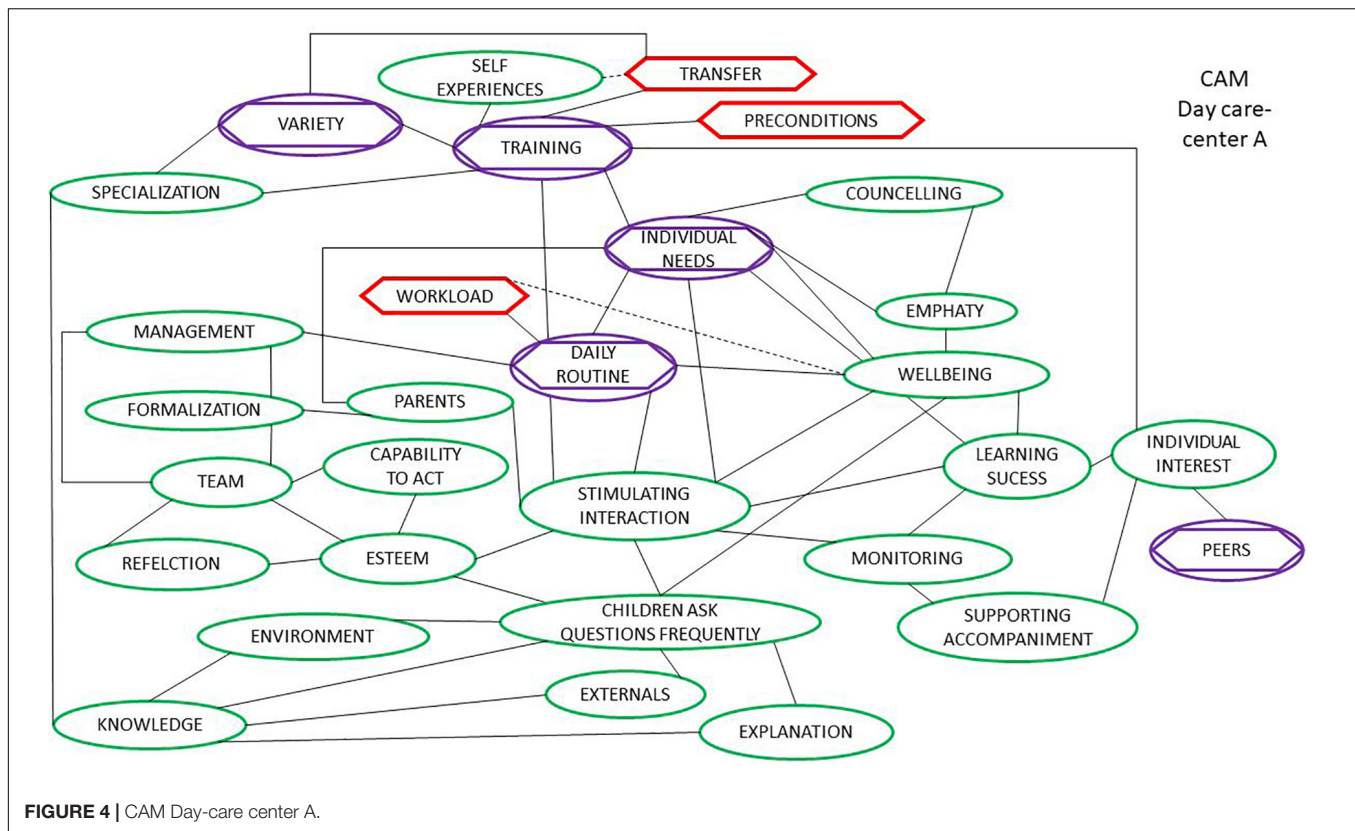 SELF
EXPERIENCES
TRANSFER
CAM
Day care-
center A
VARIETY
PRECONDITIONS
TRAINING
SPECIALIZATION
COUNCELLING
INDIVIDUAL
NEEDS
WORKLOAD
EMPHATY
MANAGEMENT
DAILY
ROUTINE
WELLBEING
FORMALIZATION
PARENTS
CAPABILITY
TO ACT
LEARNING
SUCESS
INDIVIDUAL
INTEREST
TEAM
STIMULATING
INTERACTION
REFELCTION
ESTEEM
MONITORING
PEERS
CHILDREN ASK
QUESTIONS FREQUENTLY
SUPPORTING
ACCOMPANIMENT
ENVIRONMENT
EXTERNALS
KNOWLEDGE
EXPLANATION
FIGURE 4 | CAM Day-care center A.